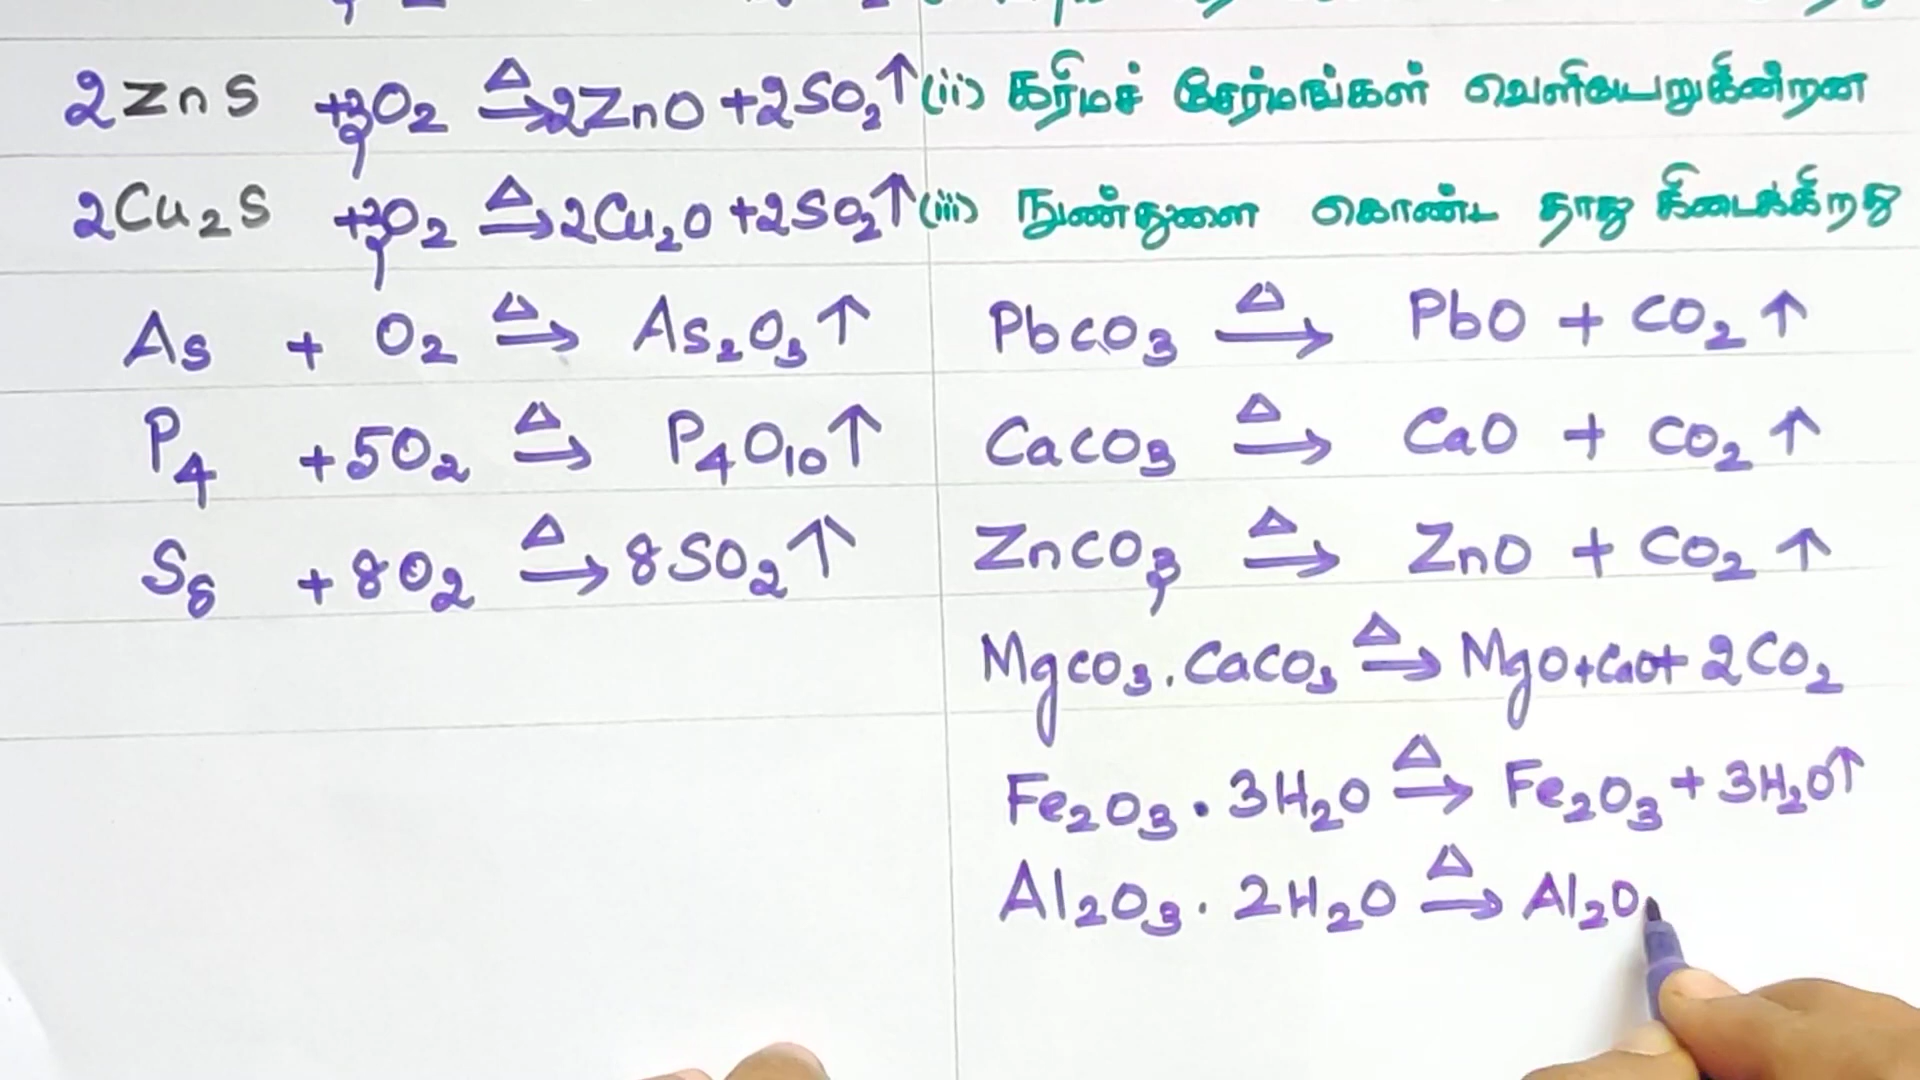 2ZnS + 3O₂ →Δ 2ZnO + 2SO₂↑
2Cu₂S + 3O₂ →Δ 2Cu₂O + 2SO₂↑
As + O₂ →Δ As₂O₃↑
P₄ + 5O₂ →Δ P₄O₁₀↑
S₈ + 8O₂ →Δ 8SO₂↑
(ii) கரிமச் சேர்மங்கள் வெளியேறுகின்றன
(iii) நுண்துளை கொண்ட தாது கிடைக்கிறது
PbCO₃ →Δ PbO + CO₂↑
CaCO₃ →Δ CaO + CO₂↑
ZnCO₃ →Δ ZnO + CO₂↑
MgCO₃.CaCO₃ →Δ MgO + CaO + 2CO₂
Fe₂O₃.3H₂O →Δ Fe₂O₃ + 3H₂O↑
Al₂O₃.2H₂O →Δ Al₂O